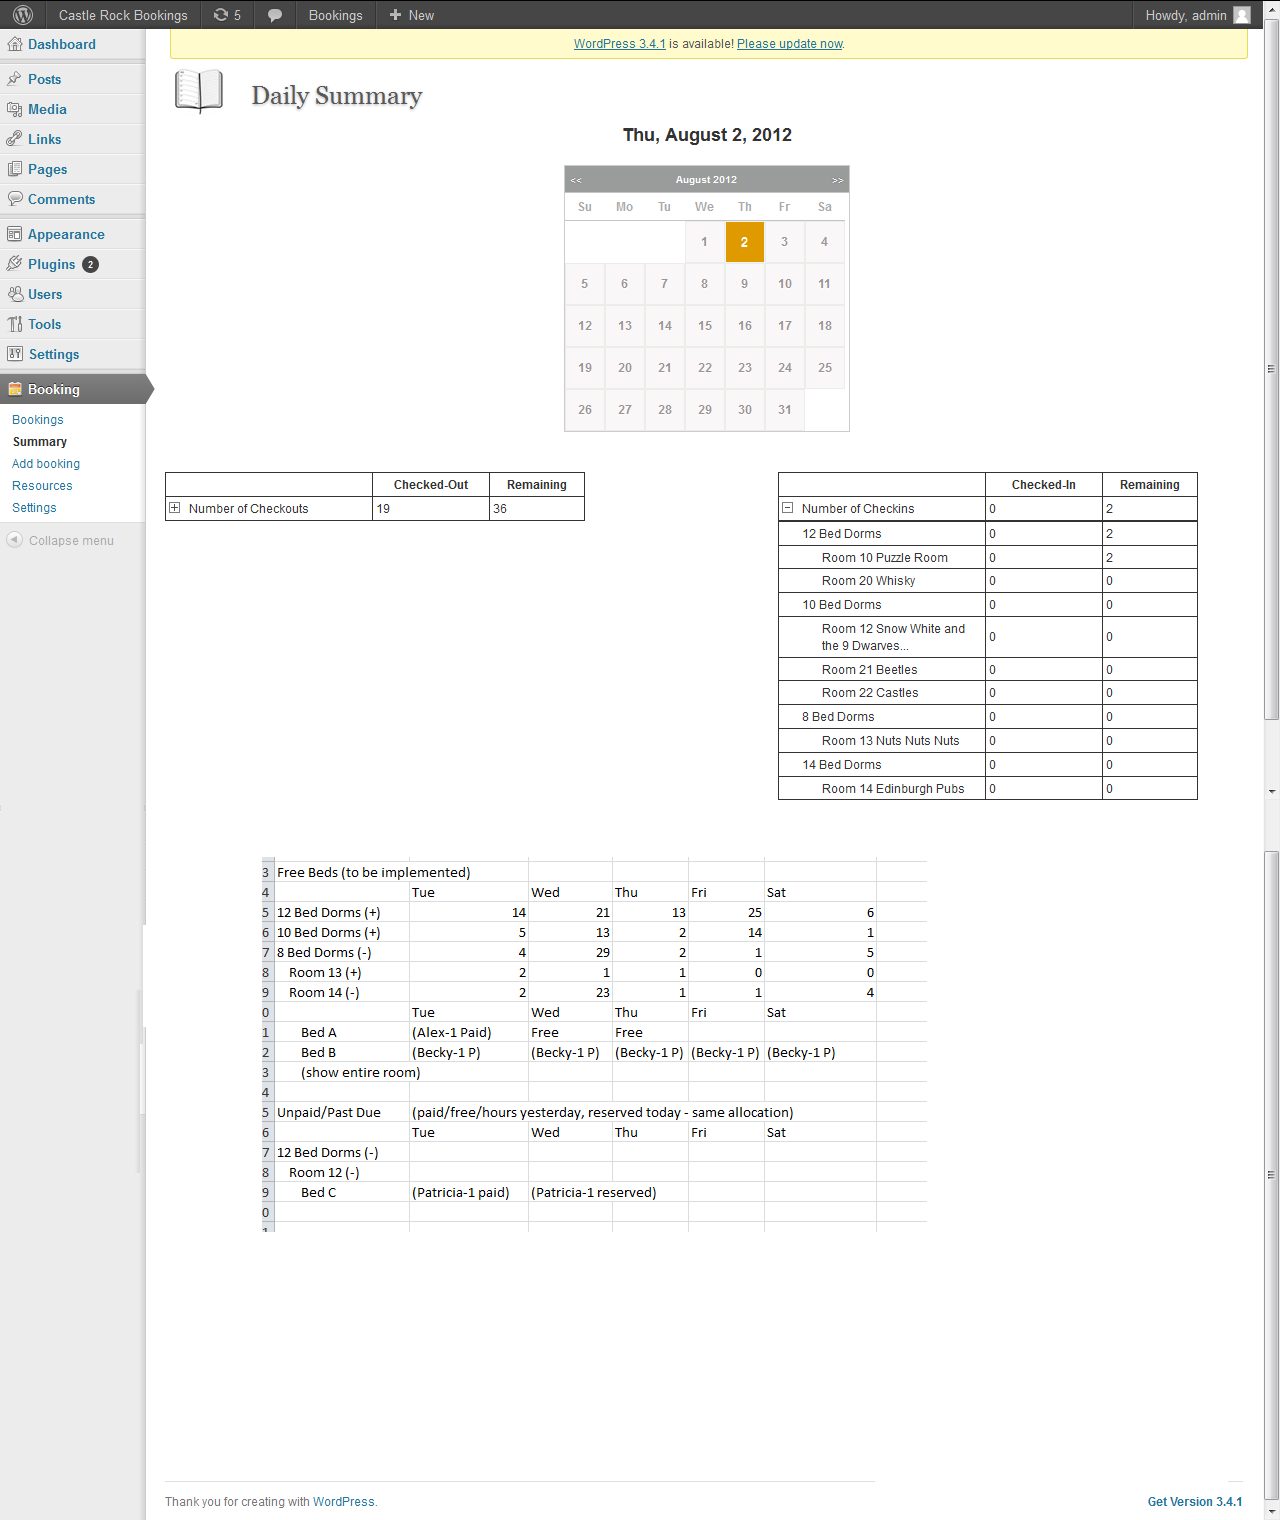 Castle Rock Bookings 5 Bookings + New Howdy, admin
Dashboard
Posts
Media
Links
Pages
Comments
Appearance
Plugins 2
Users
Tools
Settings
Booking
Bookings
Summary
Add booking
Resources
Settings
Collapse menu
WordPress 3.4.1 is available! Please update now.
Daily Summary
Thu, August 2, 2012
<< August 2012 >>
Su Mo Tu We Th Fr Sa
1 2 3 4
5 6 7 8 9 10 11
12 13 14 15 16 17 18
19 20 21 22 23 24 25
26 27 28 29 30 31
Checked-Out Remaining
Number of Checkouts 19 36
Checked-In Remaining
Number of Checkins 0 2
12 Bed Dorms 0 2
Room 10 Puzzle Room 0 2
Room 20 Whisky 0 0
10 Bed Dorms 0 0
Room 12 Snow White and
the 9 Dwarves... 0 0
Room 21 Beetles 0 0
Room 22 Castles 0 0
8 Bed Dorms 0 0
Room 13 Nuts Nuts Nuts 0 0
14 Bed Dorms 0 0
Room 14 Edinburgh Pubs 0 0
3 Free Beds (to be implemented)
4 Tue Wed Thu Fri Sat
5 12 Bed Dorms (+) 14 21 13 25 6
6 10 Bed Dorms (+) 5 13 2 14 1
7 8 Bed Dorms (-) 4 29 2 1 5
8 Room 13 (+) 2 1 1 0 0
9 Room 14 (-) 2 23 1 1 4
0 Tue Wed Thu Fri Sat
1 Bed A (Alex-1 Paid) Free Free
2 Bed B (Becky-1 P) (Becky-1 P) (Becky-1 P) (Becky-1 P) (Becky-1 P)
3 (show entire room)
4
5 Unpaid/Past Due (paid/free/hours yesterday, reserved today - same allocation)
6 Tue Wed Thu Fri Sat
7 12 Bed Dorms (-)
8 Room 12 (-)
9 Bed C (Patricia-1 paid) (Patricia-1 reserved)
0
1
Thank you for creating with WordPress. Get Version 3.4.1